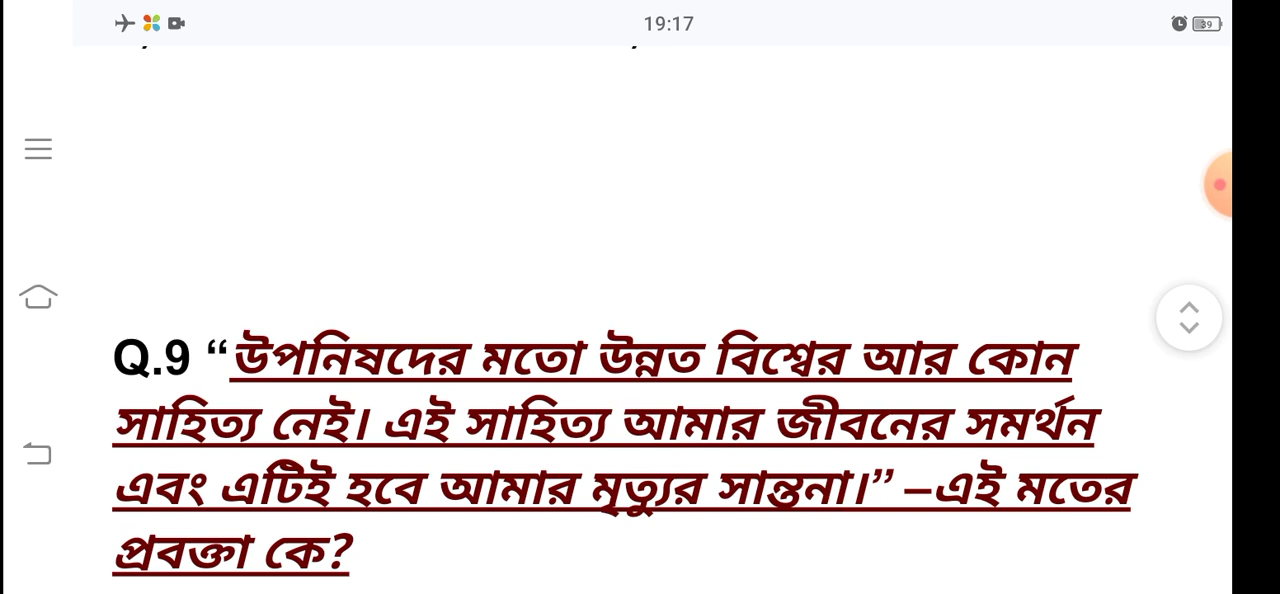 19:17
39
Q.9 “উপনিষদের মতো উন্নত বিশ্বের আর কোন
সাহিত্য নেই। এই সাহিত্য আমার জীবনের সমর্থন
এবং এটিই হবে আমার মৃত্যুর সান্তনা।” –এই মতের
প্রবক্তা কে?